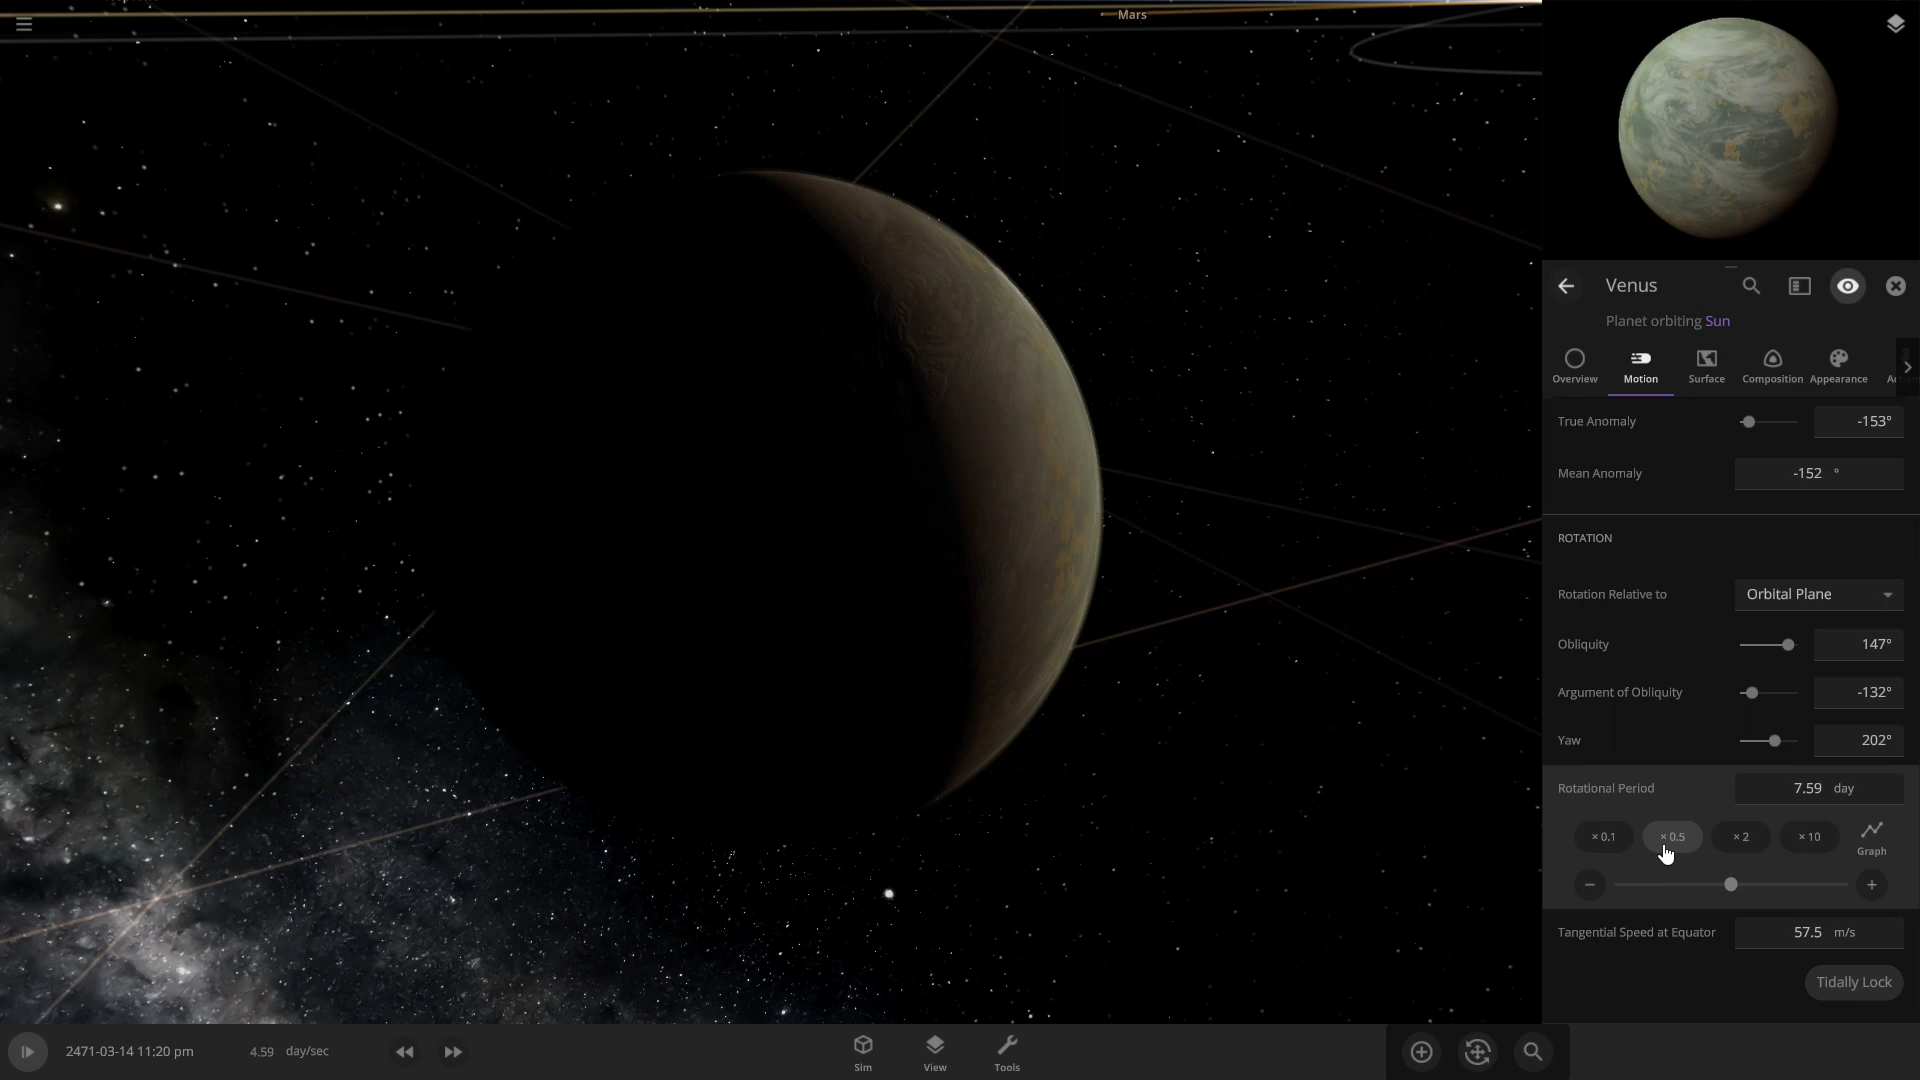 Mars
Venus
Planet orbiting Sun
Overview
Motion
Surface
Composition
Appearance
True Anomaly
-153°
Mean Anomaly
-152 °
ROTATION
Rotation Relative to
Orbital Plane
Obliquity
147°
Argument of Obliquity
-132°
Yaw
202°
Rotational Period
7.59 day
× 0.1
× 0.5
× 2
× 10
Graph
Tangential Speed at Equator
57.5 m/s
Tidally Lock
2471-03-14 11:20 pm
4.59 day/sec
Sim
View
Tools